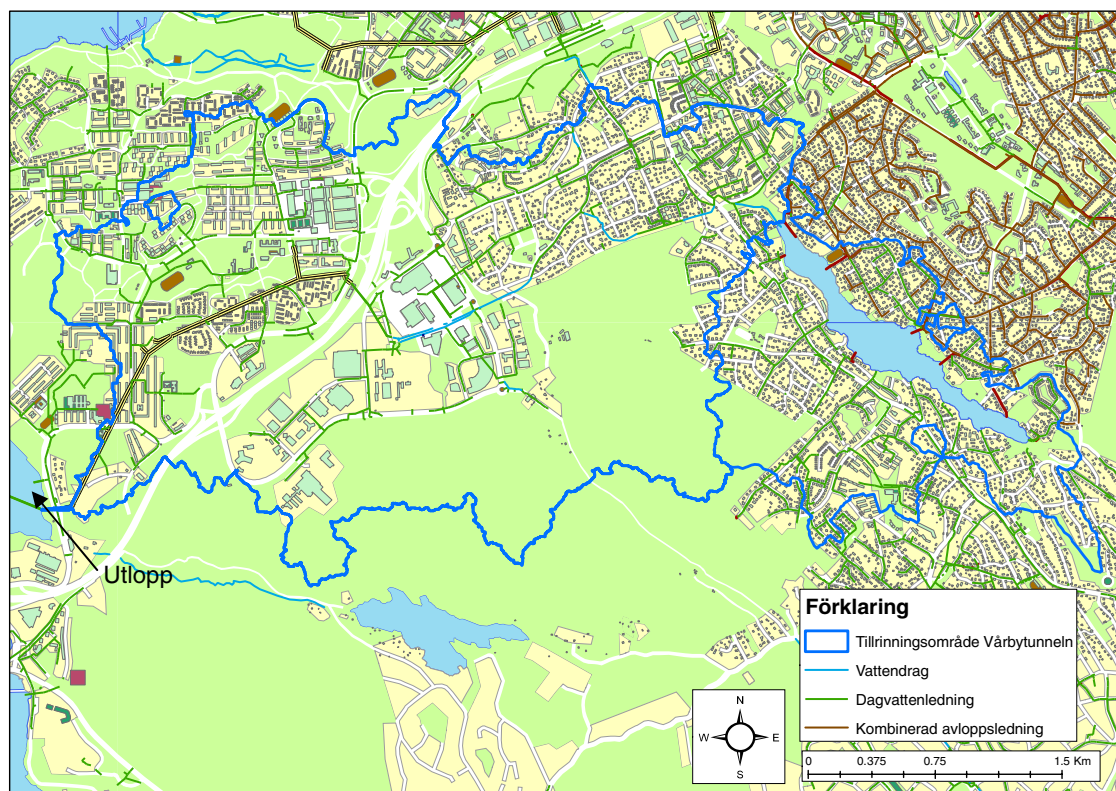 Utlopp
Förklaring
Tillrinningsområde Vårbytunneln
Vattendrag
Dagvattenledning
Kombinerad avloppsledning
N
W E
S
0 0.375 0.75 1.5 Km